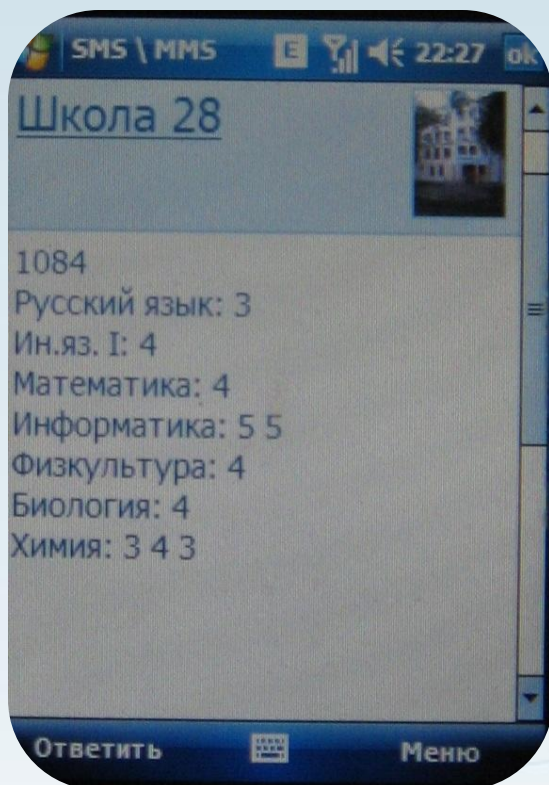 SMS \ MMS E 22:27 ok
Школа 28
1084
Русский язык: 3
Ин.яз. I: 4
Математика: 4
Информатика: 5 5
Физкультура: 4
Биология: 4
Химия: 3 4 3
Ответить Меню